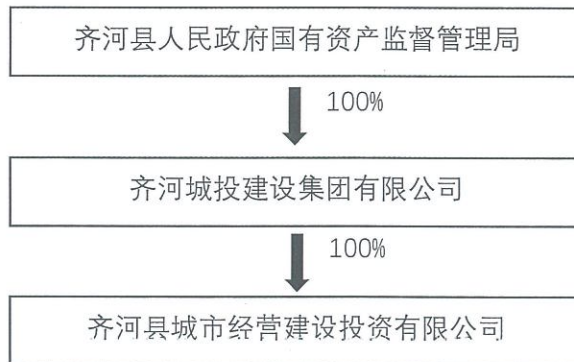 齐河县人民政府国有资产监督管理局
100%
齐河城投建设集团有限公司
100%
齐河县城市经营建设投资有限公司